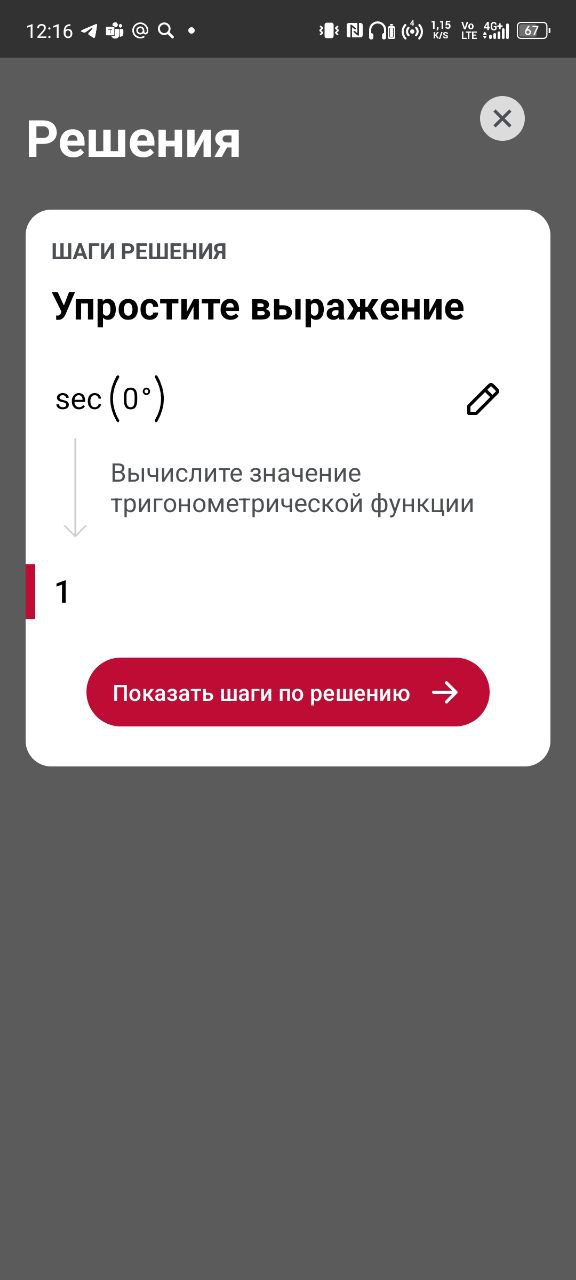 12:16 1,15 K/S Vo LTE 4G+ 67
Решения
ШАГИ РЕШЕНИЯ
Упростите выражение
sec(0°)
Вычислите значение
тригонометрической функции
1
Показать шаги по решению